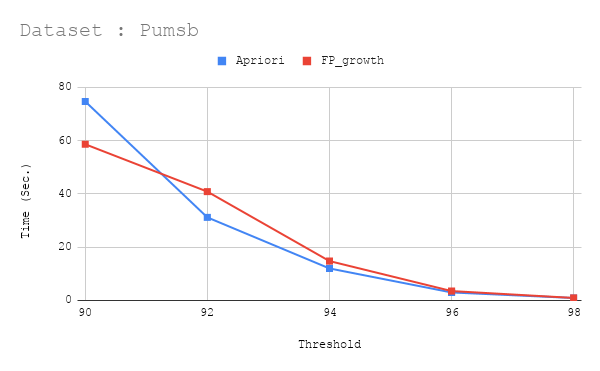 Dataset : Pumsb
Apriori FP_growth
80
60
40
20
0
Time (Sec.)
90 92 94 96 98
Threshold